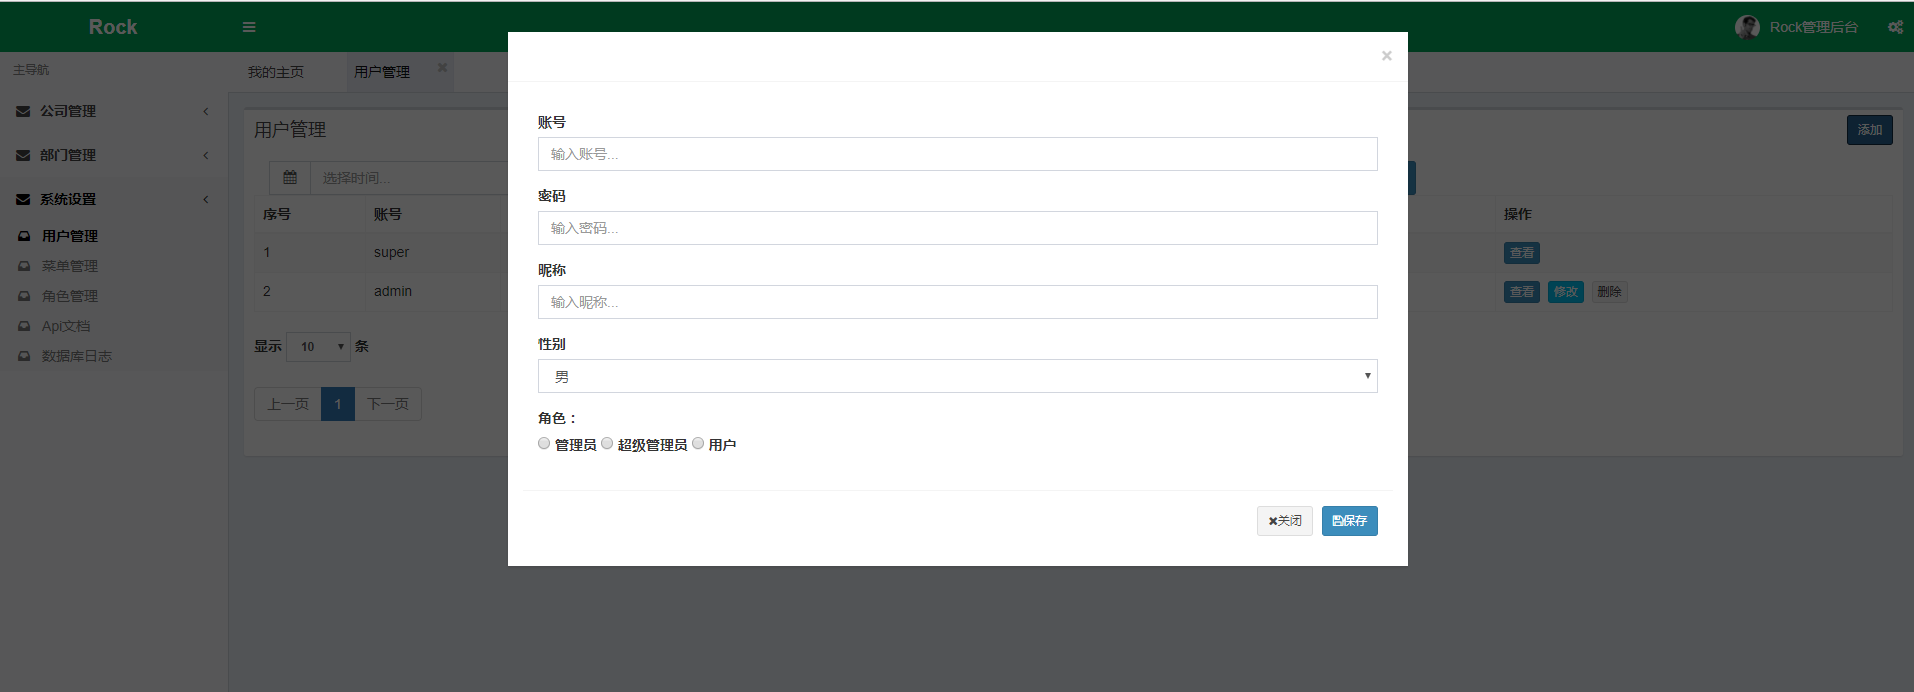 Rock
Rock管理后台
主导航
我的主页
用户管理
公司管理
部门管理
系统设置
用户管理
菜单管理
角色管理
Api文档
数据库日志
用户管理
添加
选择时间...
序号 账号 操作
1 super 查看
2 admin 查看 修改 删除
显示 10 条
上一页 1 下一页
×
账号
输入账号...
密码
输入密码...
昵称
输入昵称...
性别
男
角色：
管理员 超级管理员 用户
关闭 保存